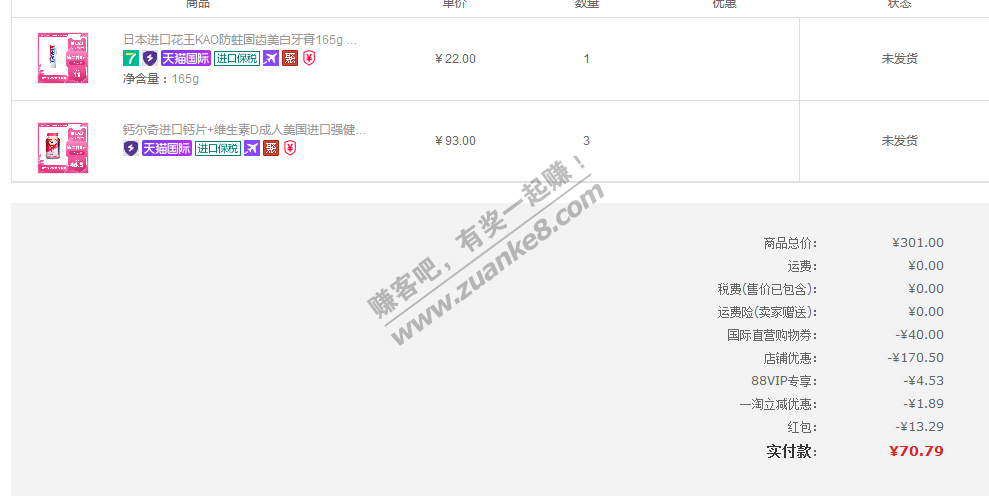 商品 单价 数量 优惠 状态
日本进口花王KAO防蛀固齿美白牙膏165g ... ￥22.00 1 未发货
7 天猫国际 进口保税 聚
净含量：165g
钙尔奇进口钙片+维生素D成人美国进口强健... ￥93.00 3 未发货
天猫国际 进口保税 聚
46.5
赚客吧，有奖一起赚！
www.zuanke8.com
商品总价： ¥301.00
运费： ¥0.00
税费(售价已包含)： ¥0.00
运费险(卖家赠送)： ¥0.00
国际直营购物券： -¥40.00
店铺优惠： -¥170.50
88VIP专享： -¥4.53
一淘立减优惠： -¥1.89
红包： -¥13.29
实付款： ¥70.79